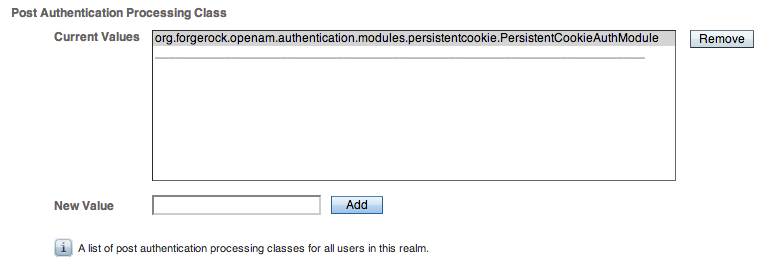 Post Authentication Processing Class
Current Values
org.forgerock.openam.authentication.modules.persistentcookie.PersistentCookieAuthModule
Remove
New Value
Add
i A list of post authentication processing classes for all users in this realm.